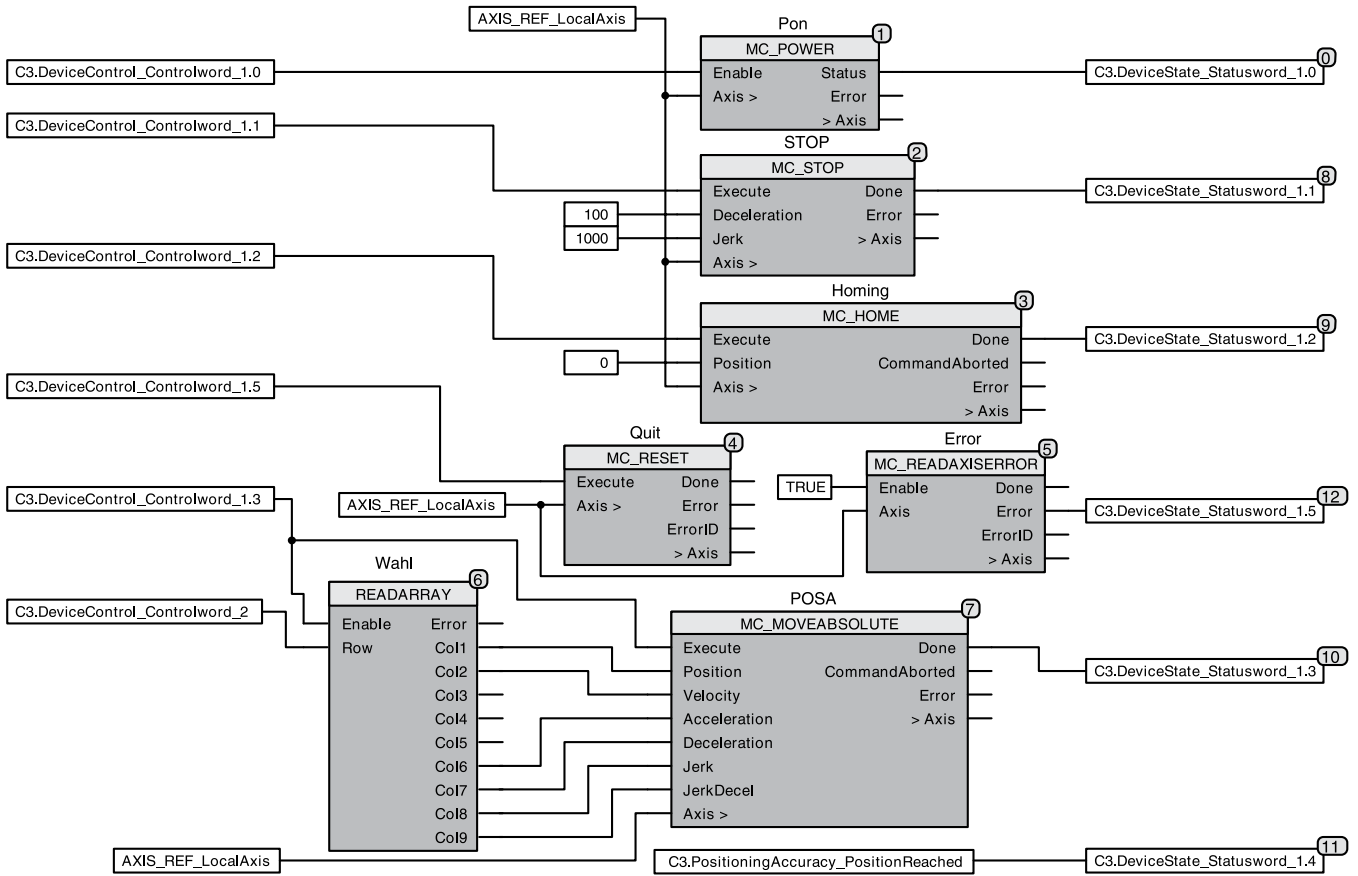 AXIS_REF_LocalAxis
Pon
1
MC_POWER
C3.DeviceControl_Controlword_1.0
Enable Status
Axis > Error
> Axis
0
C3.DeviceState_Statusword_1.0
C3.DeviceControl_Controlword_1.1
STOP
2
MC_STOP
Execute Done
100
Deceleration Error
1000
Jerk > Axis
Axis >
8
C3.DeviceState_Statusword_1.1
C3.DeviceControl_Controlword_1.2
Homing
3
MC_HOME
Execute Done
0
Position CommandAborted
Axis > Error
> Axis
9
C3.DeviceState_Statusword_1.2
C3.DeviceControl_Controlword_1.5
Quit
4
MC_RESET
Execute Done
AXIS_REF_LocalAxis
Axis > Error
ErrorID
> Axis
Error
5
MC_READAXISERROR
TRUE
Enable Done
Axis Error
ErrorID
> Axis
12
C3.DeviceState_Statusword_1.5
C3.DeviceControl_Controlword_1.3
Wahl
6
READARRAY
C3.DeviceControl_Controlword_2
Enable Error
Row Col1
Col2
Col3
Col4
Col5
Col6
Col7
Col8
Col9
POSA
7
MC_MOVEABSOLUTE
Execute Done
Position CommandAborted
Velocity Error
Acceleration > Axis
Deceleration
Jerk
JerkDecel
Axis >
10
C3.DeviceState_Statusword_1.3
AXIS_REF_LocalAxis
C3.PositioningAccuracy_PositionReached
11
C3.DeviceState_Statusword_1.4